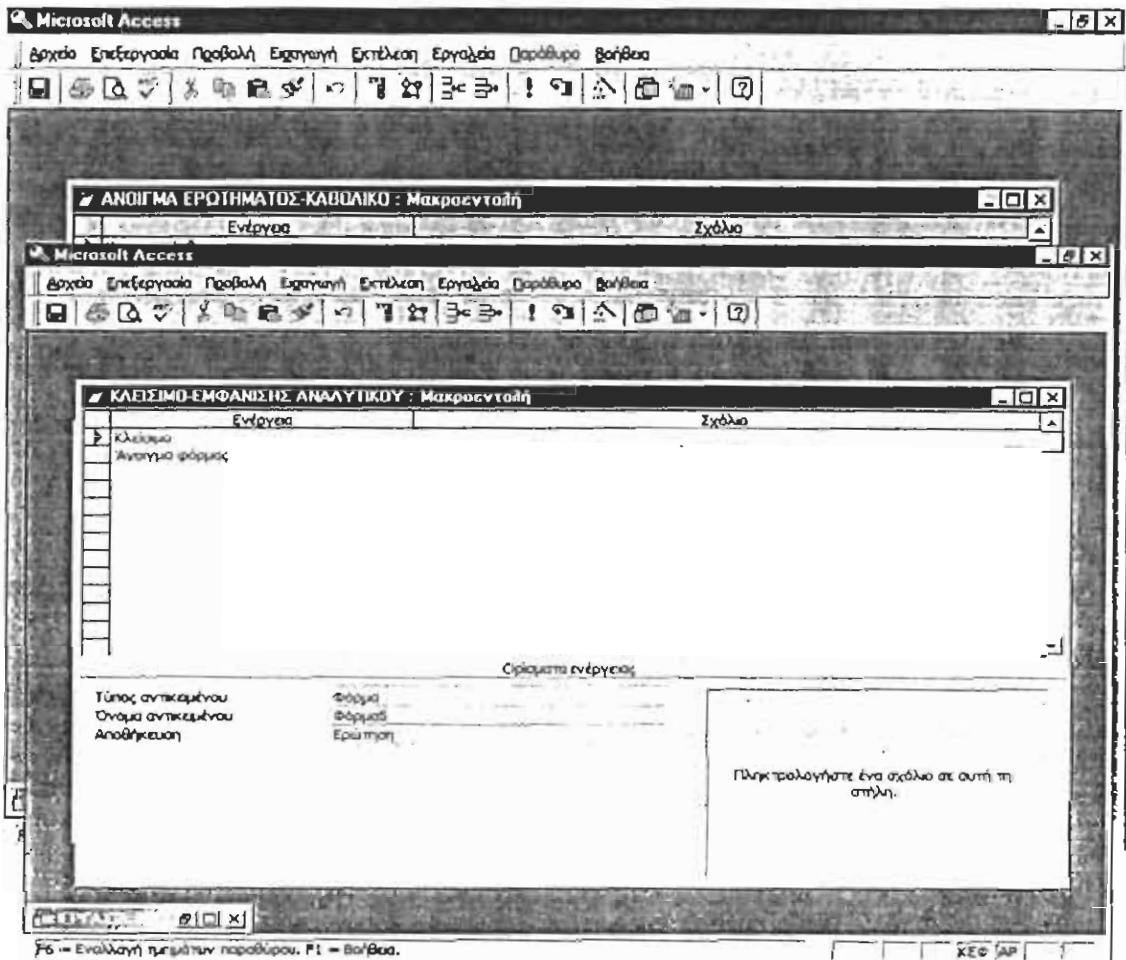 Microsoft Access
Αρχείο Επεξεργασία Προβολή Εισαγωγή Εκτέλεση Εργαλεία Παράθυρο Βοήθεια
ΑΝΟΙΓΜΑ ΕΡΩΤΗΜΑΤΟΣ-ΚΑΘΟΛΙΚΟ : Μακροεντολή
Ενέργεια Σχόλιο
Microsoft Access
Αρχείο Επεξεργασία Προβολή Εισαγωγή Εκτέλεση Εργαλεία Παράθυρο Βοήθεια
ΚΛΕΙΣΙΜΟ-ΕΜΦΑΝΙΣΗΣ ΑΝΑΛΥΤΙΚΟΥ : Μακροεντολή
Ενέργεια Σχόλιο
Κλείσιμο
Άνοιγμα φόρμας
Ορίσματα ενέργειας
Τύπος αντικειμένου Φόρμα
Όνομα αντικειμένου Φόρμα5
Αποθήκευση Ερώτηση
Πληκτρολογήστε ένα σχόλιο σε αυτή τη
στήλη.
F6 = Εναλλαγή τμημάτων παραθύρου. F1 = Βοήθεια. ΚΕΦ ΑΡ